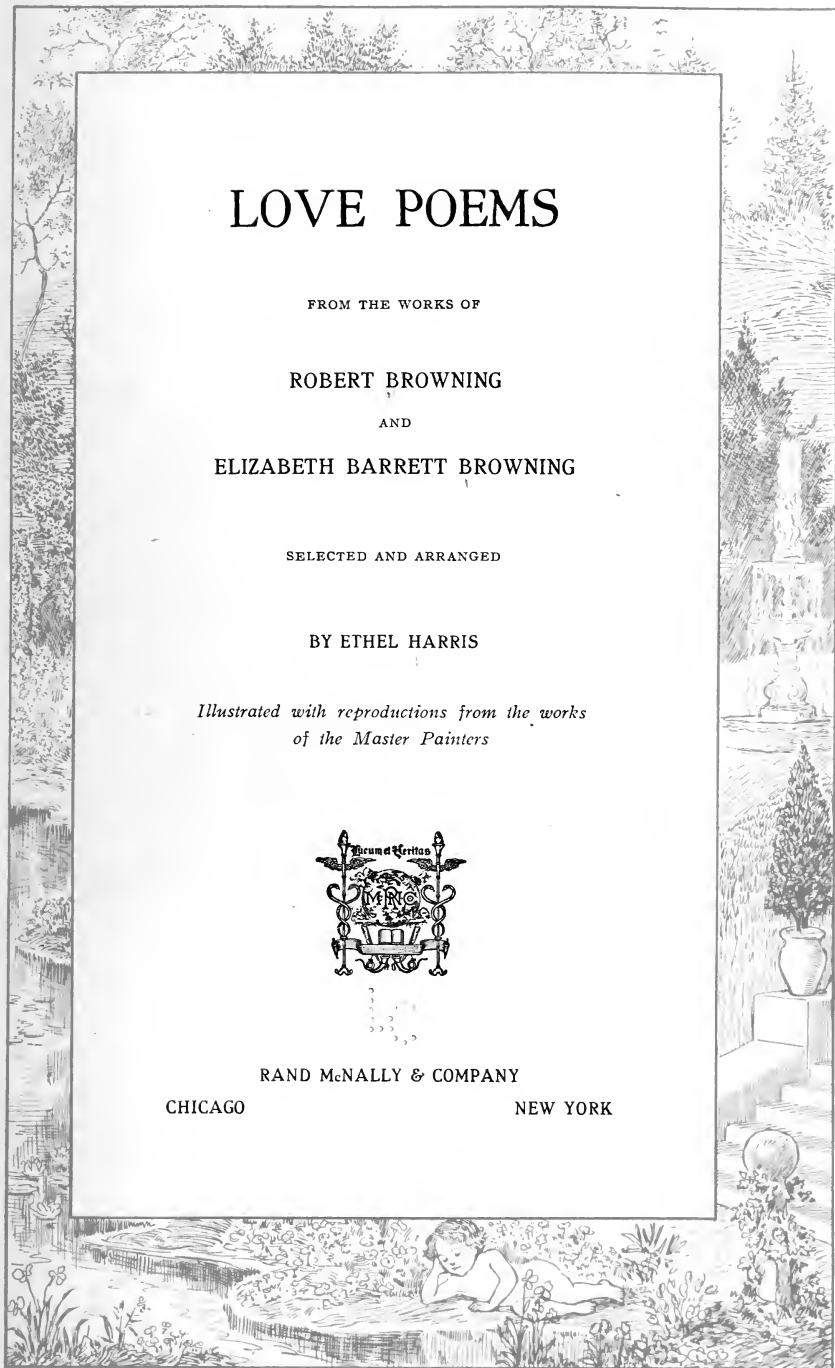 LOVE POEMS
FROM THE WORKS OF
ROBERT BROWNING
AND
ELIZABETH BARRETT BROWNING
SELECTED AND ARRANGED
BY ETHEL HARRIS
Illustrated with reproductions from the works
of the Master Painters
et Veritas
RAND McNALLY & COMPANY
CHICAGO NEW YORK